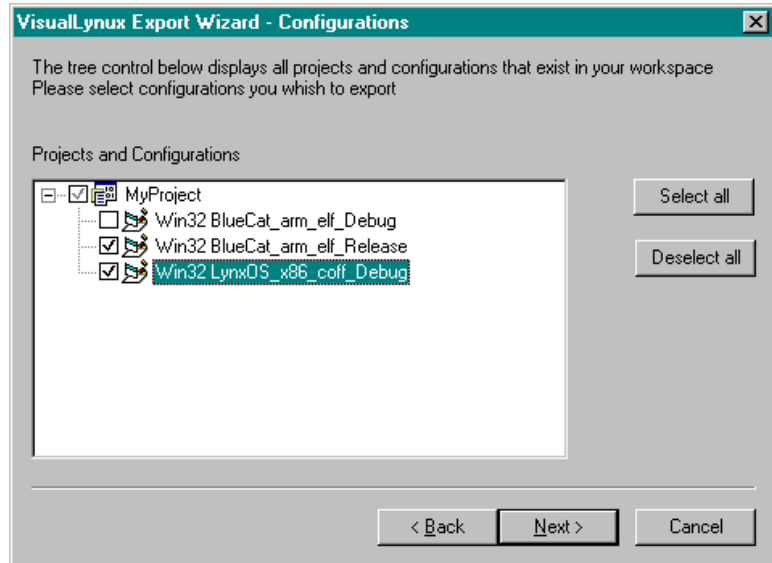 VisualLynux Export Wizard - Configurations
The tree control below displays all projects and configurations that exist in your workspace
Please select configurations you whish to export
Projects and Configurations
MyProject
Win32 BlueCat_arm_elf_Debug
Win32 BlueCat_arm_elf_Release
Win32 LynxOS_x86_coff_Debug
Select all
Deselect all
< Back
Next >
Cancel